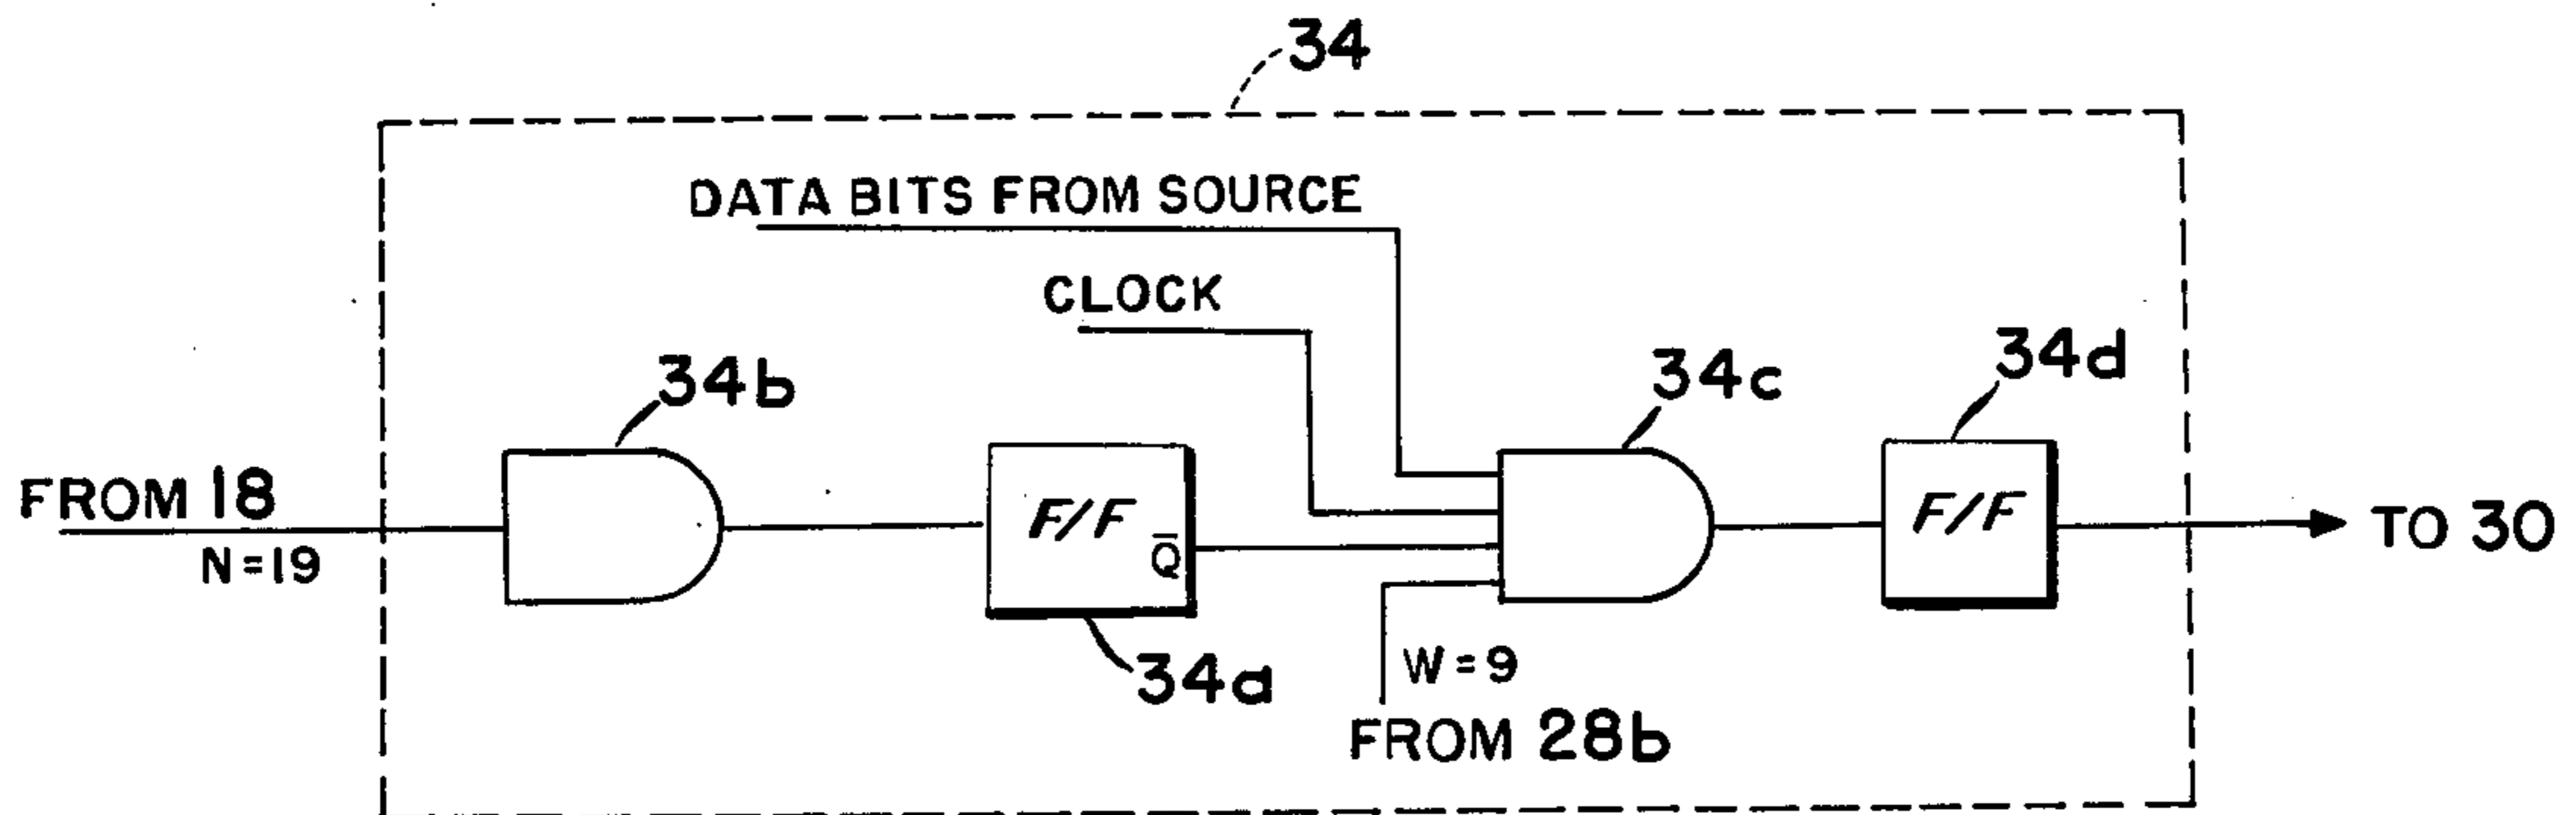 34
DATA BITS FROM SOURCE
CLOCK
34b
34c
34d
FROM 18
N=19
F/F
Q̅
F/F
TO 30
34a
W=9
FROM 28b